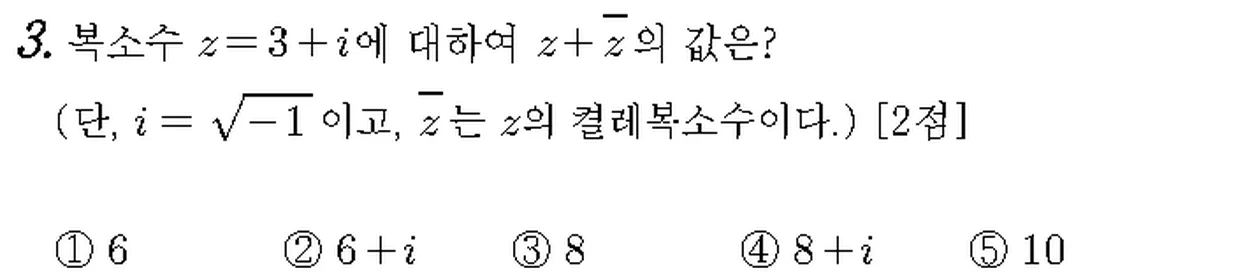 3. 복소수 z=3+i에 대하여 z+z̅의 값은?
(단, i=√-1 이고, z̅는 z의 켤레복소수이다.) [2점]
① 6 ② 6+i ③ 8 ④ 8+i ⑤ 10